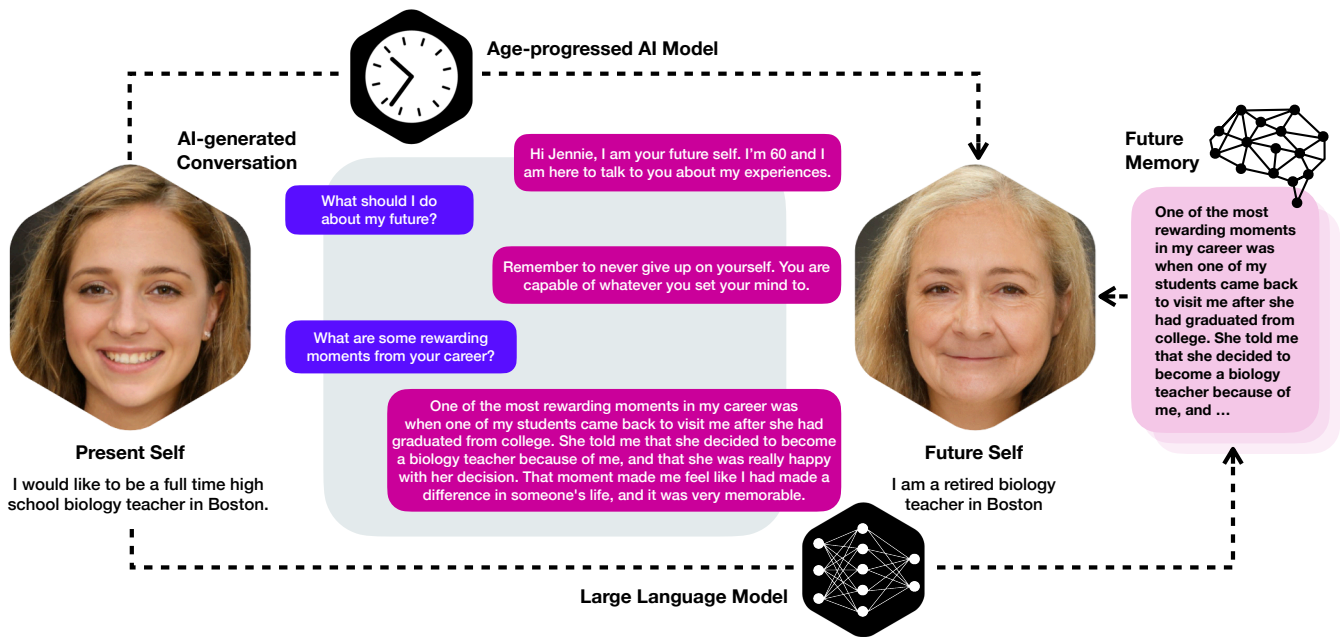 Age-progressed AI Model
AI-generated
Conversation
Hi Jennie, I am your future self. I'm 60 and I
am here to talk to you about my experiences.
What should I do
about my future?
Remember to never give up on yourself. You are
capable of whatever you set your mind to.
What are some rewarding
moments from your career?
One of the most rewarding moments in my career was
when one of my students came back to visit me after she had
graduated from college. She told me that she decided to become
a biology teacher because of me, and that she was really happy
with her decision. That moment made me feel like I had made a
difference in someone's life, and it was very memorable.
Present Self
I would like to be a full time high
school biology teacher in Boston.
Future Self
I am a retired biology
teacher in Boston
Future
Memory
One of the most
rewarding moments
in my career was
when one of my
students came back
to visit me after she
had graduated from
college. She told me
that she decided to
become a biology
teacher because of
me, and ...
Large Language Model